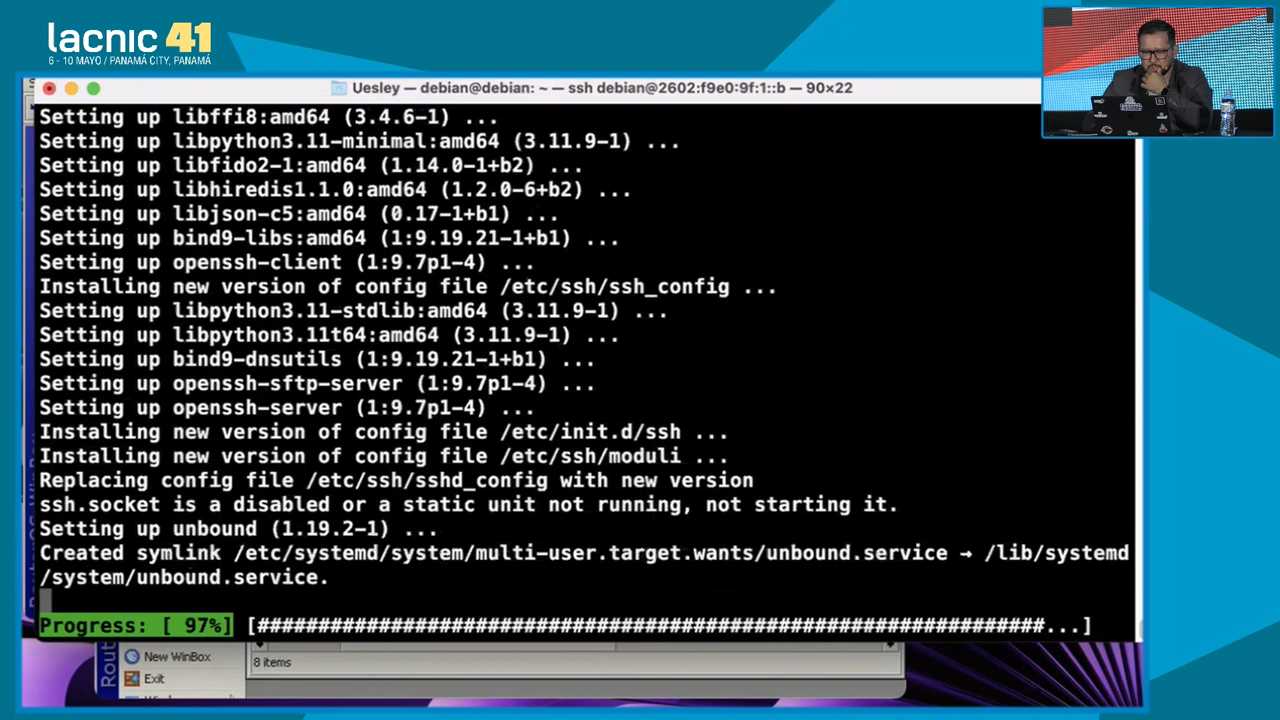 lacnic 41
6 - 10 MAYO / PANAMÁ CITY, PANAMÁ
Uesley — debian@debian: ~ — ssh debian@2602:f9e0:9f:1::b — 90×22
Setting up libffi8:amd64 (3.4.6-1) ...
Setting up libpython3.11-minimal:amd64 (3.11.9-1) ...
Setting up libfido2-1:amd64 (1.14.0-1+b2) ...
Setting up libhiredis1.1.0:amd64 (1.2.0-6+b2) ...
Setting up libjson-c5:amd64 (0.17-1+b1) ...
Setting up bind9-libs:amd64 (1:9.19.21-1+b1) ...
Setting up openssh-client (1:9.7p1-4) ...
Installing new version of config file /etc/ssh/ssh_config ...
Setting up libpython3.11-stdlib:amd64 (3.11.9-1) ...
Setting up libpython3.11t64:amd64 (3.11.9-1) ...
Setting up bind9-dnsutils (1:9.19.21-1+b1) ...
Setting up openssh-sftp-server (1:9.7p1-4) ...
Setting up openssh-server (1:9.7p1-4) ...
Installing new version of config file /etc/init.d/ssh ...
Installing new version of config file /etc/ssh/moduli ...
Replacing config file /etc/ssh/sshd_config with new version
ssh.socket is a disabled or a static unit not running, not starting it.
Setting up unbound (1.19.2-1) ...
Created symlink /etc/systemd/system/multi-user.target.wants/unbound.service → /lib/systemd
/system/unbound.service.
Progress: [ 97%] [#################################################################...]
New WinBox
8 items
Exit